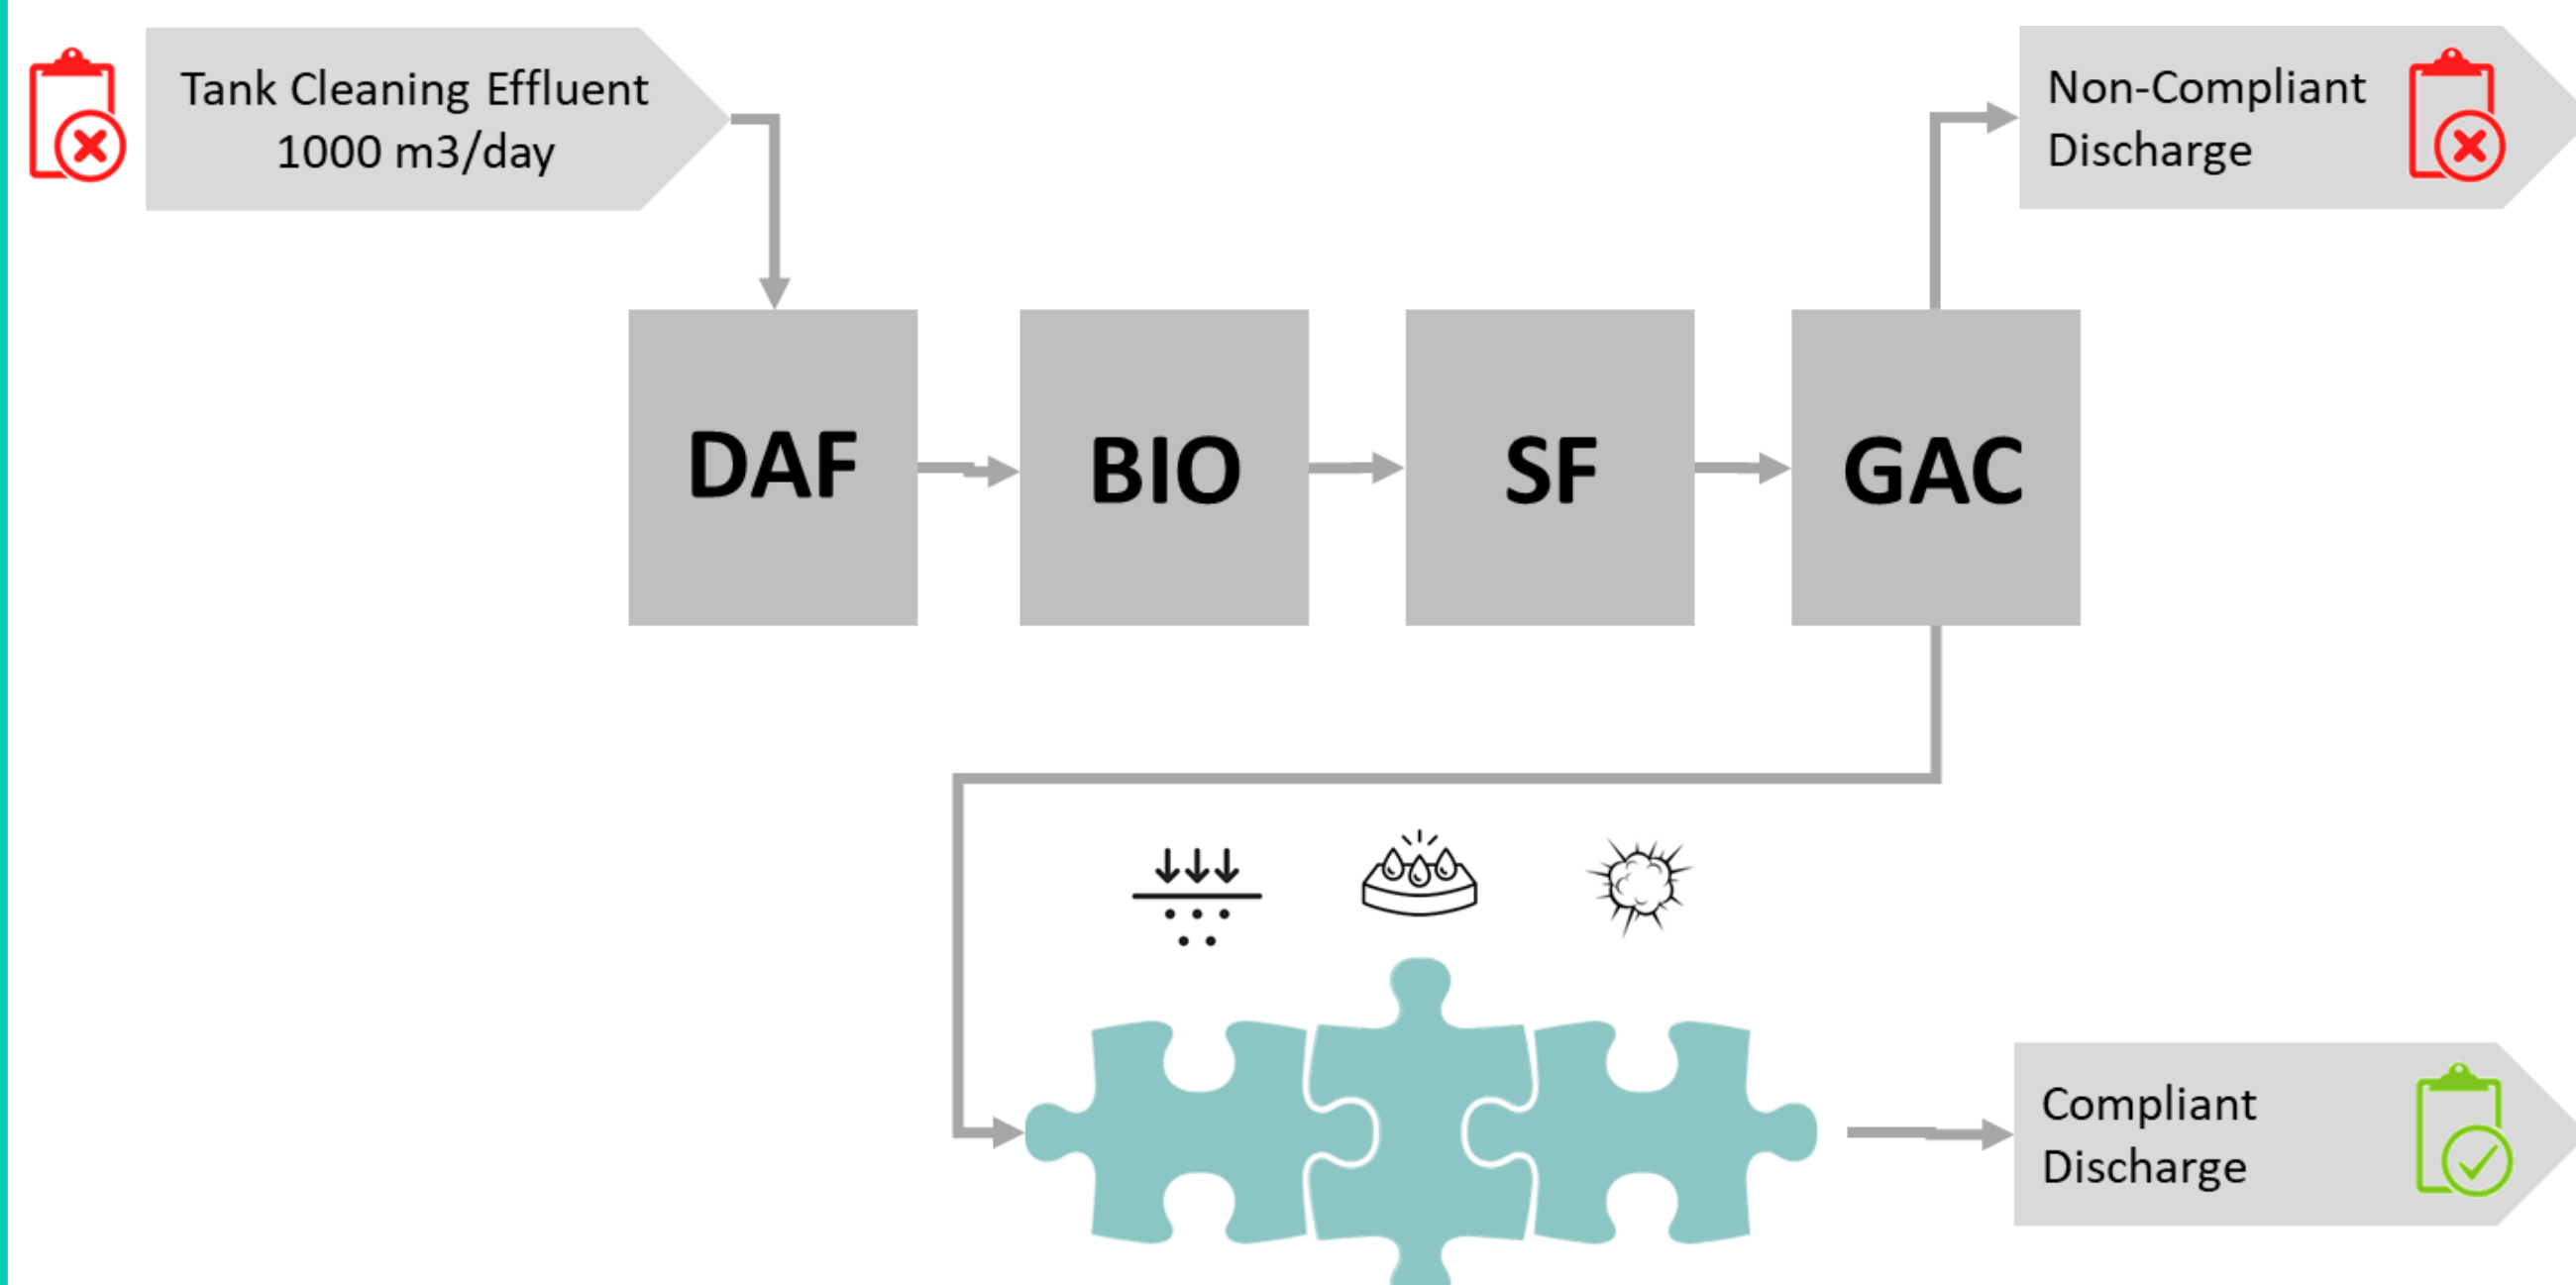 Tank Cleaning Effluent
1000 m3/day
Non-Compliant
Discharge
DAF
BIO
SF
GAC
Compliant
Discharge